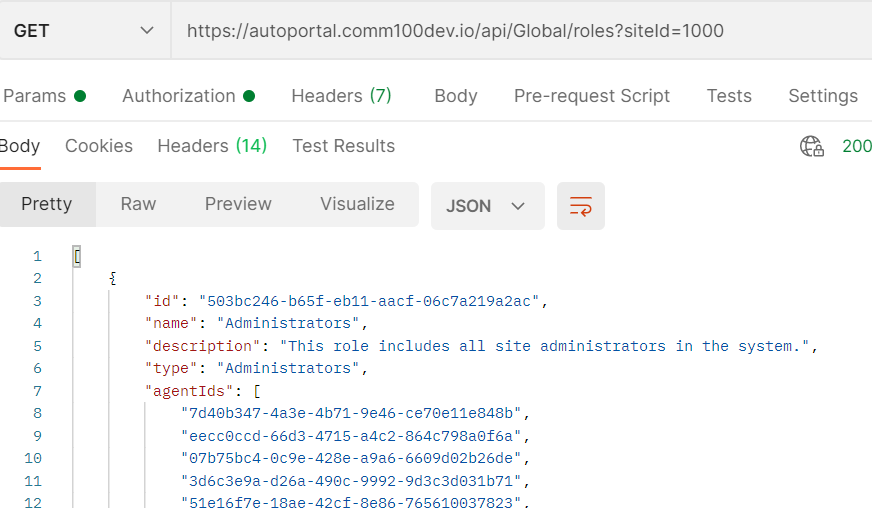 GET https://autoportal.comm100dev.io/api/Global/roles?siteId=1000
Params Authorization Headers (7) Body Pre-request Script Tests Settings
Body Cookies Headers (14) Test Results 200
Pretty Raw Preview Visualize JSON
1 [
2 {
3 "id": "503bc246-b65f-eb11-aacf-06c7a219a2ac",
4 "name": "Administrators",
5 "description": "This role includes all site administrators in the system.",
6 "type": "Administrators",
7 "agentIds": [
8 "7d40b347-4a3e-4b71-9e46-ce70e11e848b",
9 "eecc0ccd-66d3-4715-a4c2-864c798a0f6a",
10 "07b75bc4-0c9e-428e-a9a6-6609d02b26de",
11 "3d6c3e9a-d26a-490c-9992-9d3c3d031b71",
12 "51e16f7e-18ae-42cf-8e86-765610037823",